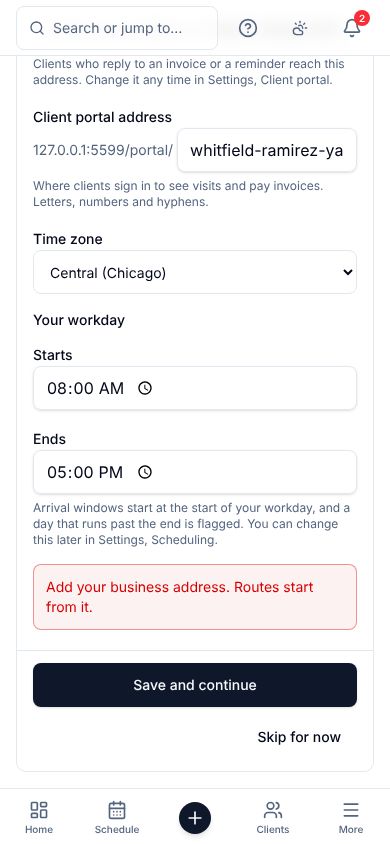 Search or jump to...
2
Clients who reply to an invoice or a reminder reach this
address. Change it any time in Settings, Client portal.
Client portal address
127.0.0.1:5599/portal/
whitfield-ramirez-ya
Where clients sign in to see visits and pay invoices.
Letters, numbers and hyphens.
Time zone
Central (Chicago)
Your workday
Starts
08:00 AM
Ends
05:00 PM
Arrival windows start at the start of your workday, and a
day that runs past the end is flagged. You can change
this later in Settings, Scheduling.
Add your business address. Routes start
from it.
Save and continue
Skip for now
Home
Schedule
Clients
More